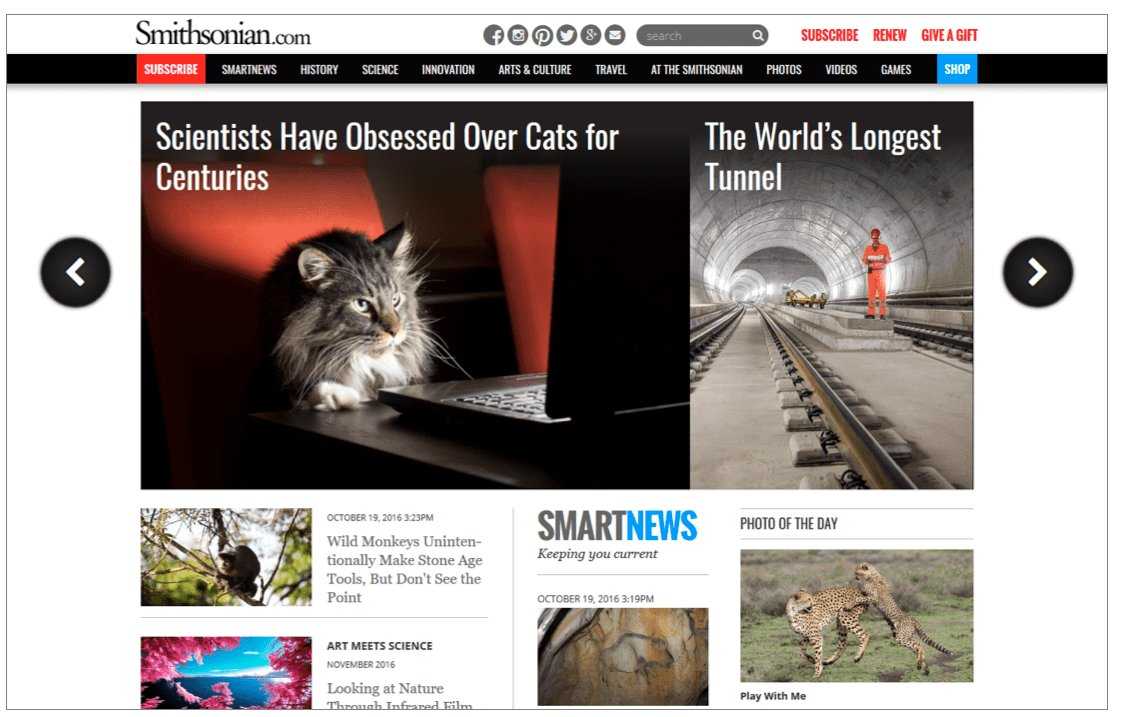 Smithsonian.com
search
SUBSCRIBE RENEW GIVE A GIFT
SUBSCRIBE SMARTNEWS HISTORY SCIENCE INNOVATION ARTS & CULTURE TRAVEL AT THE SMITHSONIAN PHOTOS VIDEOS GAMES SHOP
Scientists Have Obsessed Over Cats for
Centuries
The World's Longest
Tunnel
OCTOBER 19, 2016 3:23PM
Wild Monkeys Uninten-
tionally Make Stone Age
Tools, But Don't See the
Point
ART MEETS SCIENCE
NOVEMBER 2016
Looking at Nature
Through Infrared Film
SMARTNEWS
Keeping you current
OCTOBER 19, 2016 3:19PM
PHOTO OF THE DAY
Play With Me